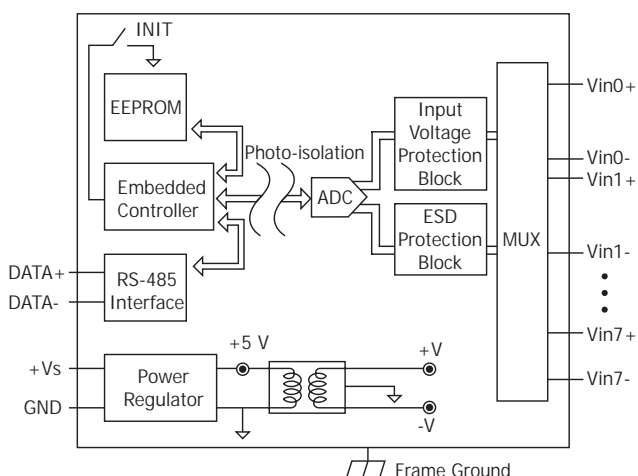 INIT
EEPROM
Photo-isolation
Embedded
Controller
ADC
Input
Voltage
Protection
Block
ESD
Protection
Block
MUX
Vin0+
Vin0-
Vin1+
Vin1-
Vin7+
Vin7-
DATA+
DATA-
RS-485
Interface
+Vs
GND
Power
Regulator
+5 V
+V
-V
Frame Ground